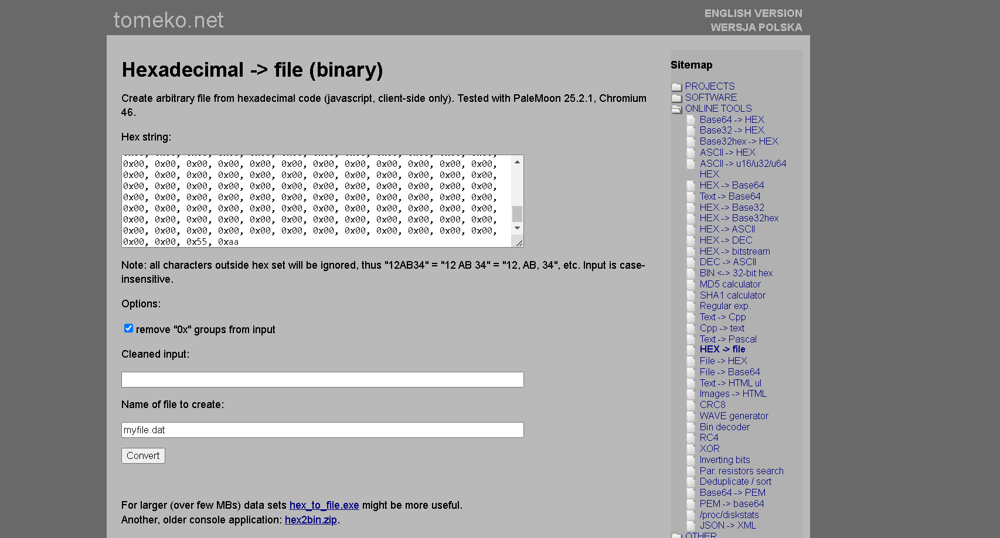 tomeko.net
ENGLISH VERSION
WERSJA POLSKA
Hexadecimal -> file (binary)
Create arbitrary file from hexadecimal code (javascript, client-side only). Tested with PaleMoon 25.2.1, Chromium
46.
Hex string:
0x00, 0x00, 0x00, 0x00, 0x00, 0x00, 0x00, 0x00, 0x00, 0x00, 0x00, 0x00,
0x00, 0x00, 0x00, 0x00, 0x00, 0x00, 0x00, 0x00, 0x00, 0x00, 0x00, 0x00,
0x00, 0x00, 0x00, 0x00, 0x00, 0x00, 0x00, 0x00, 0x00, 0x00, 0x00, 0x00,
0x00, 0x00, 0x00, 0x00, 0x00, 0x00, 0x00, 0x00, 0x00, 0x00, 0x00, 0x00,
0x00, 0x00, 0x00, 0x00, 0x00, 0x00, 0x00, 0x00, 0x00, 0x00, 0x00, 0x00,
0x00, 0x00, 0x00, 0x00, 0x00, 0x00, 0x00, 0x00, 0x00, 0x00, 0x00, 0x00,
0x00, 0x00, 0x00, 0x00, 0x00, 0x00, 0x00, 0x00, 0x00, 0x00, 0x00, 0x00,
0x00, 0x00, 0x55, 0xaa
Note: all characters outside hex set will be ignored, thus "12AB34" = "12 AB 34" = "12, AB, 34", etc. Input is case-
insensitive.
Options:
remove "0x" groups from input
Cleaned input:
Name of file to create:
myfile.dat
Convert
For larger (over few MBs) data sets hex_to_file.exe might be more useful.
Another, older console application: hex2bin.zip.
Sitemap
PROJECTS
SOFTWARE
ONLINE TOOLS
Base64 -> HEX
Base32 -> HEX
Base32hex -> HEX
ASCII -> HEX
ASCII -> u16/u32/u64
HEX
HEX -> Base64
Text -> Base64
HEX -> Base32
HEX -> Base32hex
HEX -> ASCII
HEX -> DEC
HEX -> bitstream
DEC -> ASCII
BIN <-> 32-bit hex
MD5 calculator
SHA1 calculator
Regular exp.
Text -> Cpp
Cpp -> text
Text -> Pascal
HEX -> file
File -> HEX
File -> Base64
Text -> HTML ul
Images -> HTML
CRC8
WAVE generator
Bin decoder
RC4
XOR
Inverting bits
Par. resistors search
Deduplicate / sort
Base64 -> PEM
PEM -> base64
/proc/diskstats
JSON -> XML
OTHER